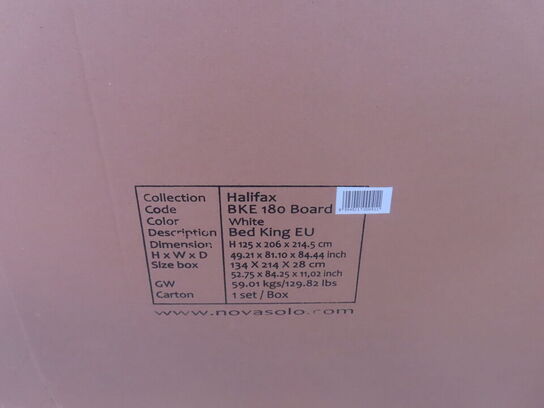 Collection Halifax
Code BKE 180 Board
Color White
Description Bed King EU
Dimension H 125 x 206 x 214.5 cm
H x W x D 49.21 x 81.10 x 84.44 inch
Size box 134 X 214 X 28 cm
52.75 x 84.25 x 11,02 inch
GW 59.01 kgs/129.82 lbs
Carton 1 set / Box
www.novasolo.com